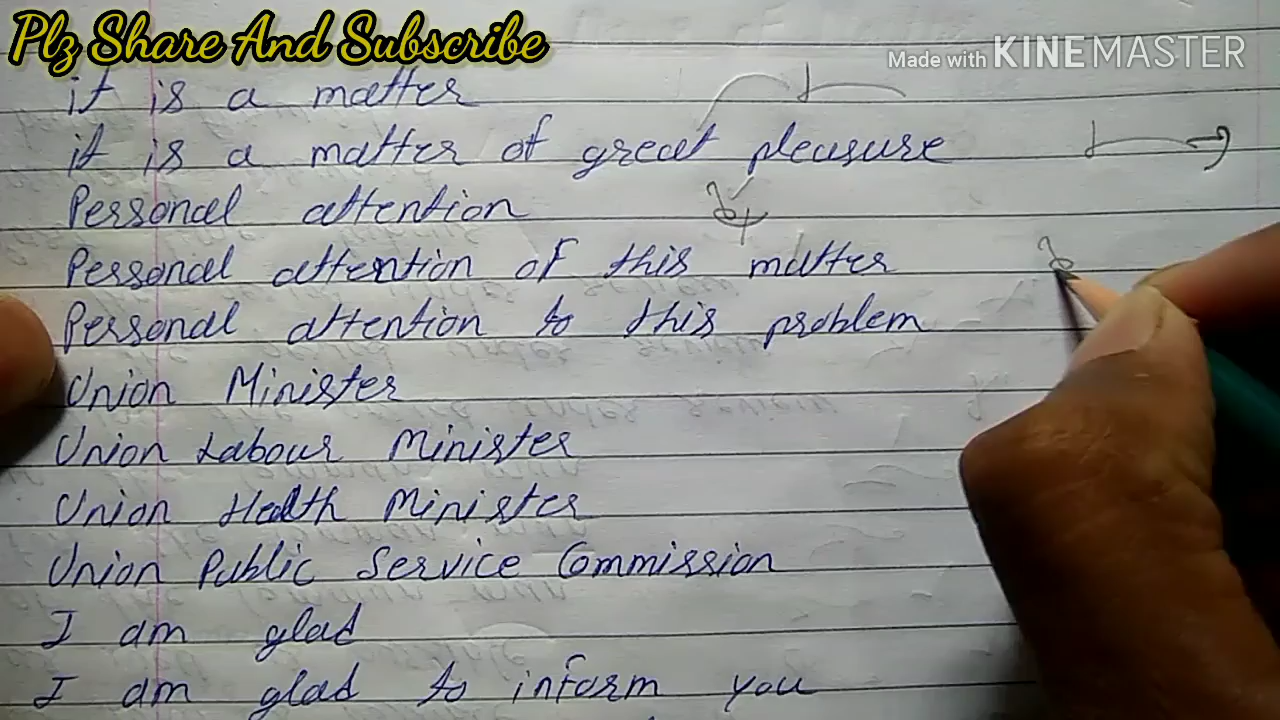 Plz Share And Subscribe
Made with KINEMASTER
it is a matter
it is a matter of great pleasure
Personal attention
Personal attention of this matter
Personal attention to this problem
Union Minister
Union Labour Minister
Union Health Minister
Union Public Service Commission
I am glad
I am glad to inform you